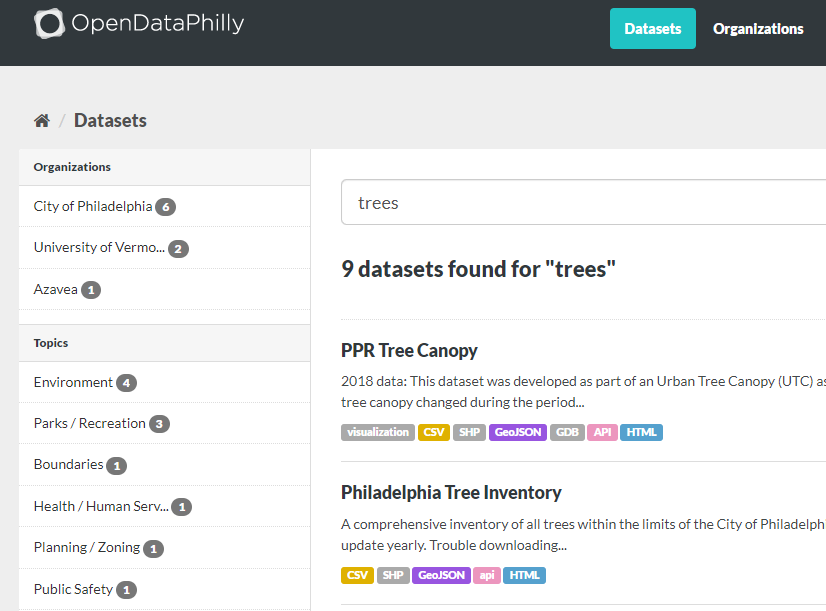 OpenDataPhilly
Datasets
Organizations
/ Datasets
Organizations
City of Philadelphia 6
University of Vermo... 2
Azavea 1
Topics
Environment 4
Parks / Recreation 3
Boundaries 1
Health / Human Serv... 1
Planning / Zoning 1
Public Safety 1
trees
9 datasets found for "trees"
PPR Tree Canopy
2018 data: This dataset was developed as part of an Urban Tree Canopy (UTC) as
tree canopy changed during the period...
visualization CSV SHP GeoJSON GDB API HTML
Philadelphia Tree Inventory
A comprehensive inventory of all trees within the limits of the City of Philadelph
update yearly. Trouble downloading...
CSV SHP GeoJSON api HTML